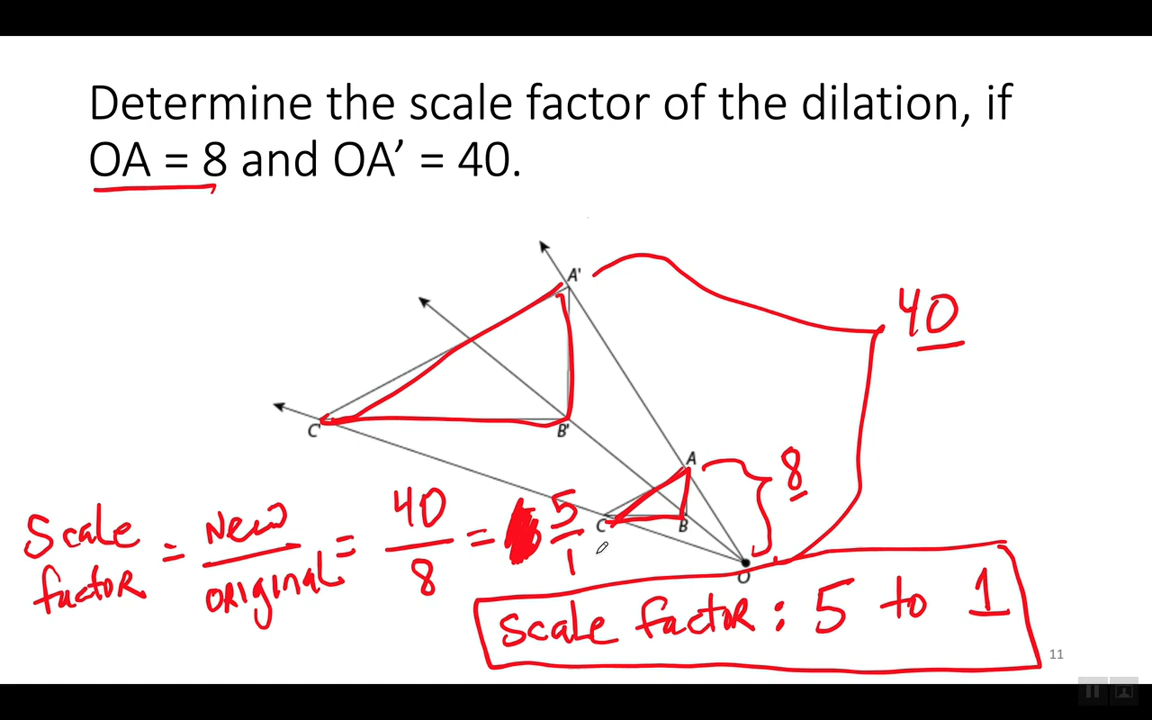 Determine the scale factor of the dilation, if
OA = 8 and OA’ = 40.
A'
40
C'
B'
A
8
C
B
O
Scale factor = New / original = 40 / 8 = 5 / 1
Scale factor : 5 to 1
11